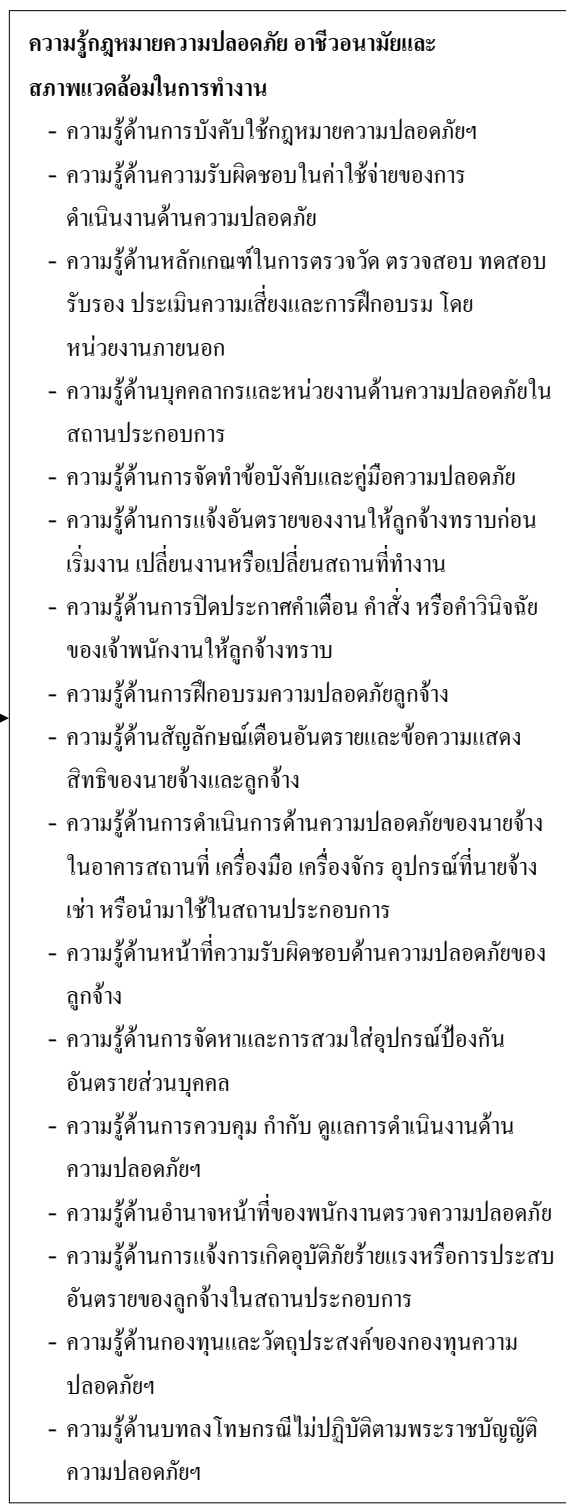 ความรู้กฎหมายความปลอดภัย อาชีวอนามัยและ
สภาพแวดล้อมในการทำงาน
- ความรู้ด้านการบังคับใช้กฎหมายความปลอดภัยฯ
- ความรู้ด้านความรับผิดชอบในค่าใช้จ่ายของการ
ดำเนินงานด้านความปลอดภัย
- ความรู้ด้านหลักเกณฑ์ในการตรวจวัด ตรวจสอบ ทดสอบ
รับรอง ประเมินความเสี่ยงและการฝึกอบรม โดย
หน่วยงานภายนอก
- ความรู้ด้านบุคคลากรและหน่วยงานด้านความปลอดภัยใน
สถานประกอบการ
- ความรู้ด้านการจัดทำข้อบังคับและคู่มือความปลอดภัย
- ความรู้ด้านการแจ้งอันตรายของงานให้ลูกจ้างทราบก่อน
เริ่มงาน เปลี่ยนงานหรือเปลี่ยนสถานที่ทำงาน
- ความรู้ด้านการปิดประกาศคำเตือน คำสั่ง หรือคำวินิจฉัย
ของเจ้าพนักงานให้ลูกจ้างทราบ
- ความรู้ด้านการฝึกอบรมความปลอดภัยลูกจ้าง
- ความรู้ด้านสัญลักษณ์เตือนอันตรายและข้อความแสดง
สิทธิของนายจ้างและลูกจ้าง
- ความรู้ด้านการดำเนินการด้านความปลอดภัยของนายจ้าง
ในอาคารสถานที่ เครื่องมือ เครื่องจักร อุปกรณ์ที่นายจ้าง
เช่า หรือนำมาใช้ในสถานประกอบการ
- ความรู้ด้านหน้าที่ความรับผิดชอบด้านความปลอดภัยของ
ลูกจ้าง
- ความรู้ด้านการจัดหาและการสวมใส่อุปกรณ์ป้องกัน
อันตรายส่วนบุคคล
- ความรู้ด้านการควบคุม กำกับ ดูแลการดำเนินงานด้าน
ความปลอดภัยฯ
- ความรู้ด้านอำนาจหน้าที่ของพนักงานตรวจความปลอดภัย
- ความรู้ด้านการแจ้งการเกิดอุบัติภัยร้ายแรงหรือการประสบ
อันตรายของลูกจ้างในสถานประกอบการ
- ความรู้ด้านกองทุนและวัตถุประสงค์ของกองทุนความ
ปลอดภัยฯ
- ความรู้ด้านบทลงโทษกรณีไม่ปฏิบัติตามพระราชบัญญัติ
ความปลอดภัยฯ